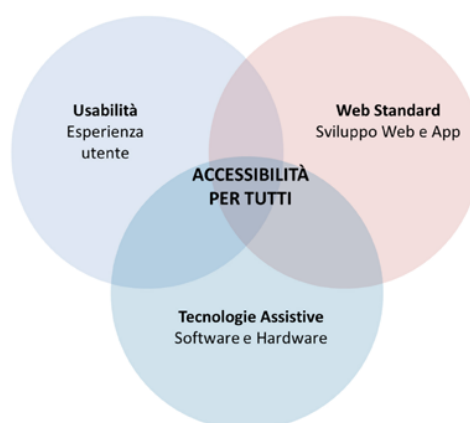 Usabilità
Esperienza
utente
Web Standard
Sviluppo Web e App
ACCESSIBILITÀ
PER TUTTI
Tecnologie Assistive
Software e Hardware